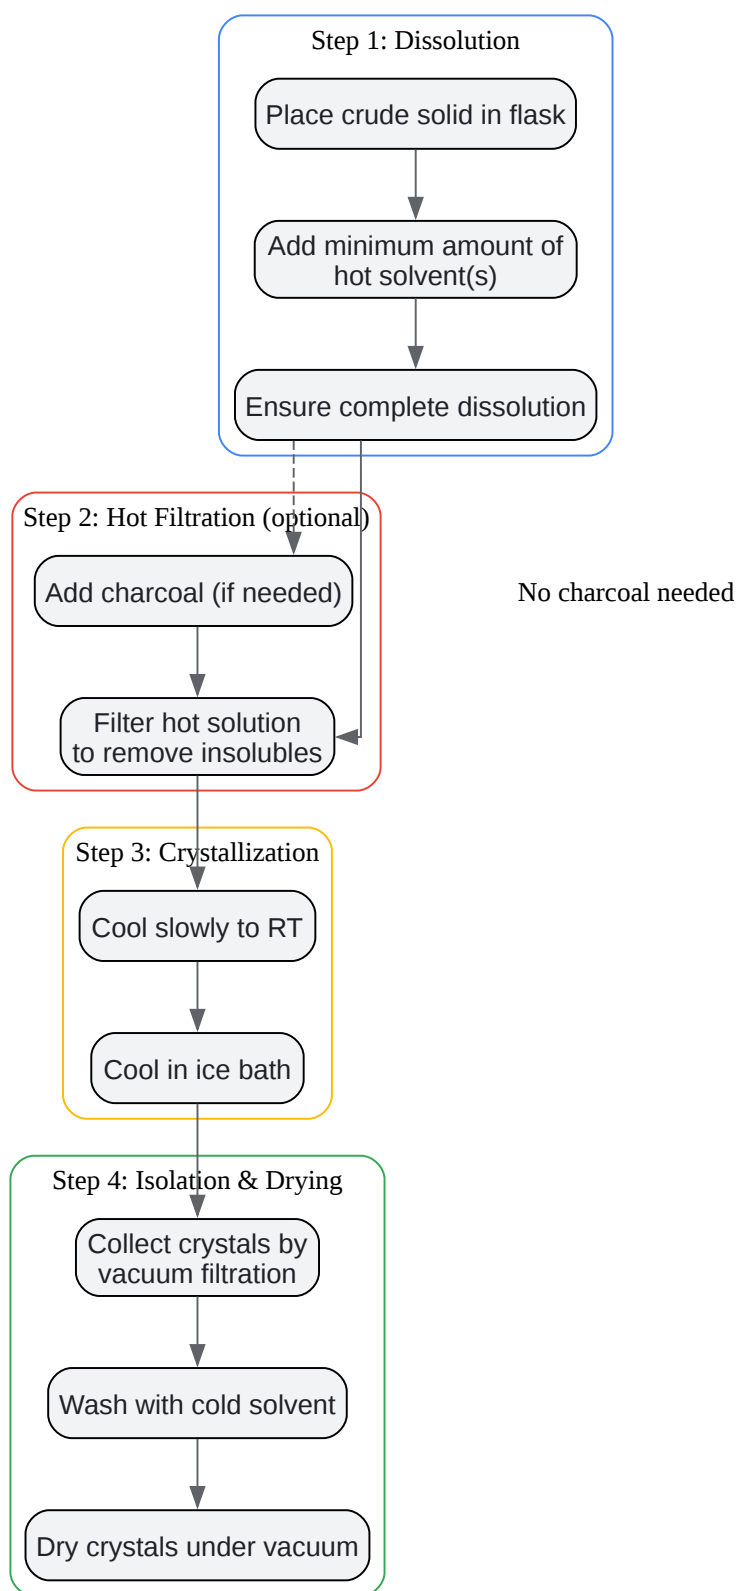 Step 1: Dissolution
Place crude solid in flask
Add minimum amount of
hot solvent(s)
Ensure complete dissolution
Step 2: Hot Filtration (optional)
Add charcoal (if needed)
No charcoal needed
Filter hot solution
to remove insolubles
Step 3: Crystallization
Cool slowly to RT
Cool in ice bath
Step 4: Isolation & Drying
Collect crystals by
vacuum filtration
Wash with cold solvent
Dry crystals under vacuum